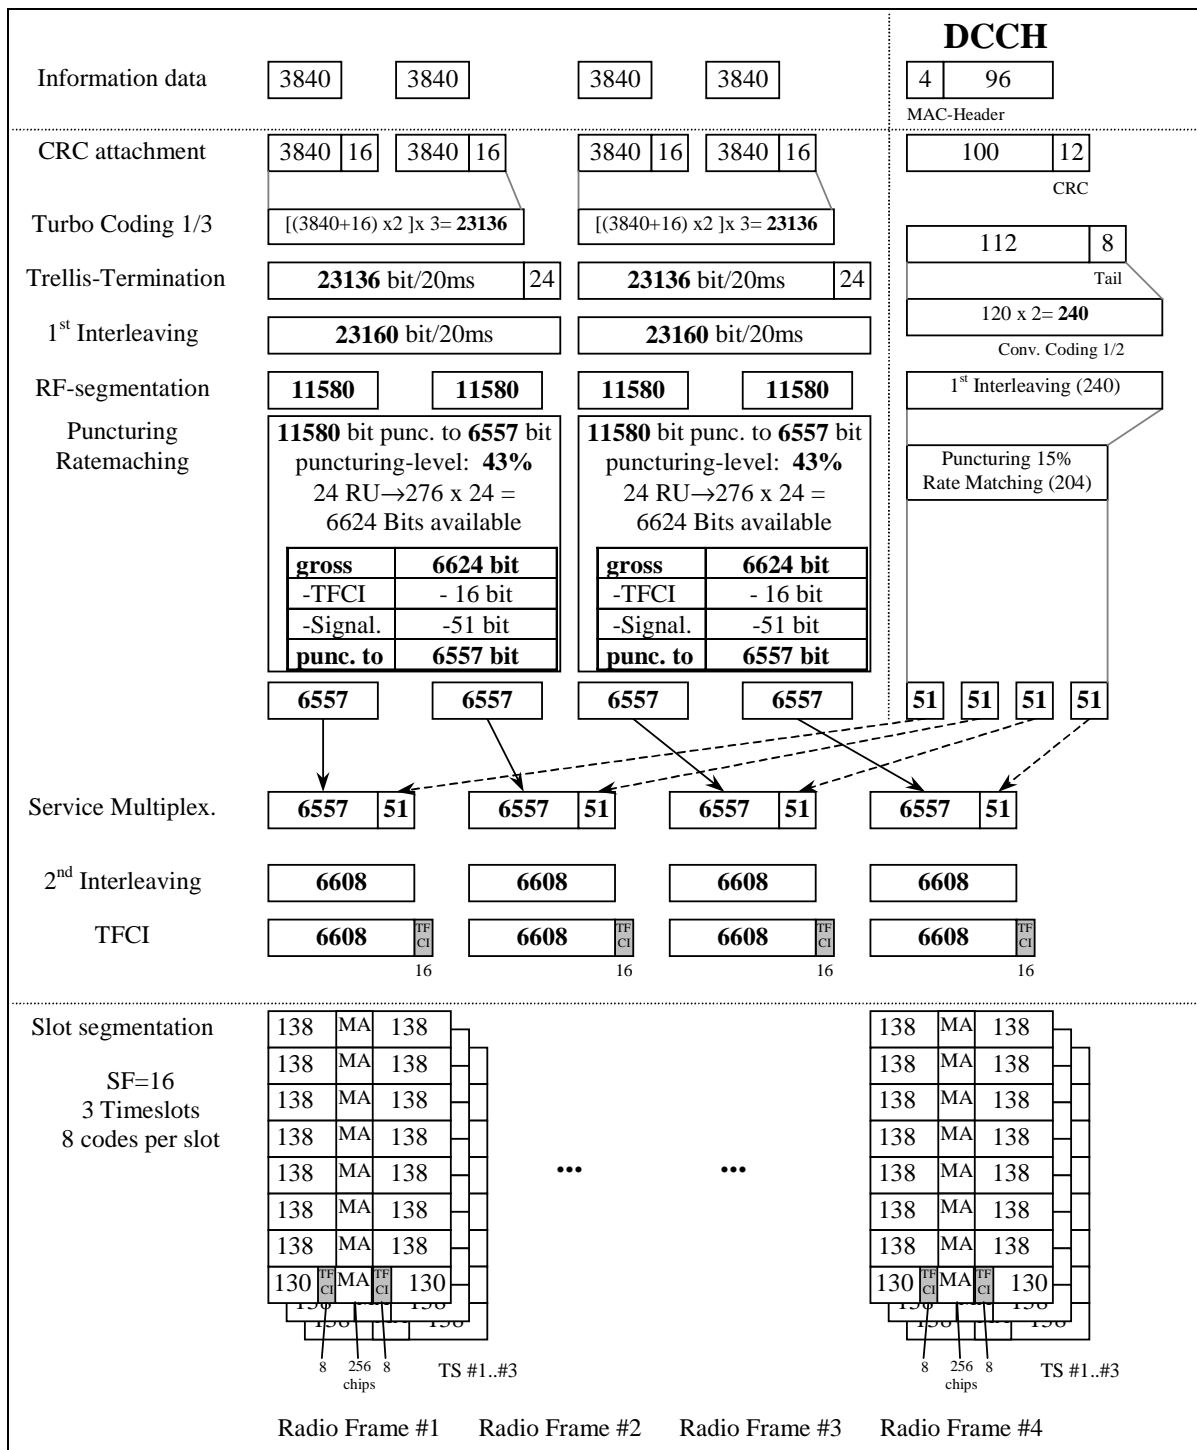 DCCH
Information data 3840 3840 3840 3840 4 96
MAC-Header
CRC attachment 3840 16 3840 16 3840 16 3840 16 100 12
CRC
Turbo Coding 1/3 [(3840+16) x2 ]x 3= 23136 [(3840+16) x2 ]x 3= 23136
112 8
Trellis-Termination 23136 bit/20ms 24 23136 bit/20ms 24
Tail
120 x 2= 240
1st Interleaving 23160 bit/20ms 23160 bit/20ms
Conv. Coding 1/2
RF-segmentation 11580 11580 11580 11580 1st Interleaving (240)
Puncturing
Ratemaching
11580 bit punc. to 6557 bit
puncturing-level: 43%
24 RU→276 x 24 =
6624 Bits available
gross 6624 bit
-TFCI - 16 bit
-Signal. -51 bit
punc. to 6557 bit
11580 bit punc. to 6557 bit
puncturing-level: 43%
24 RU→276 x 24 =
6624 Bits available
gross 6624 bit
-TFCI - 16 bit
-Signal. -51 bit
punc. to 6557 bit
Puncturing 15%
Rate Matching (204)
6557 6557 6557 6557 51 51 51 51
Service Multiplex. 6557 51 6557 51 6557 51 6557 51
2nd Interleaving 6608 6608 6608 6608
TFCI 6608 TF CI 6608 TF CI 6608 TF CI 6608 TF CI
16 16 16 16
Slot segmentation
SF=16
3 Timeslots
8 codes per slot
138 MA 138
138 MA 138
138 MA 138
138 MA 138
138 MA 138
138 MA 138
138 MA 138
130 TF CI MA TF CI 130
8 256 8
chips
TS #1..#3
... ...
138 MA 138
138 MA 138
138 MA 138
138 MA 138
138 MA 138
138 MA 138
138 MA 138
130 TF CI MA TF CI 130
8 256 8
chips
TS #1..#3
Radio Frame #1 Radio Frame #2 Radio Frame #3 Radio Frame #4